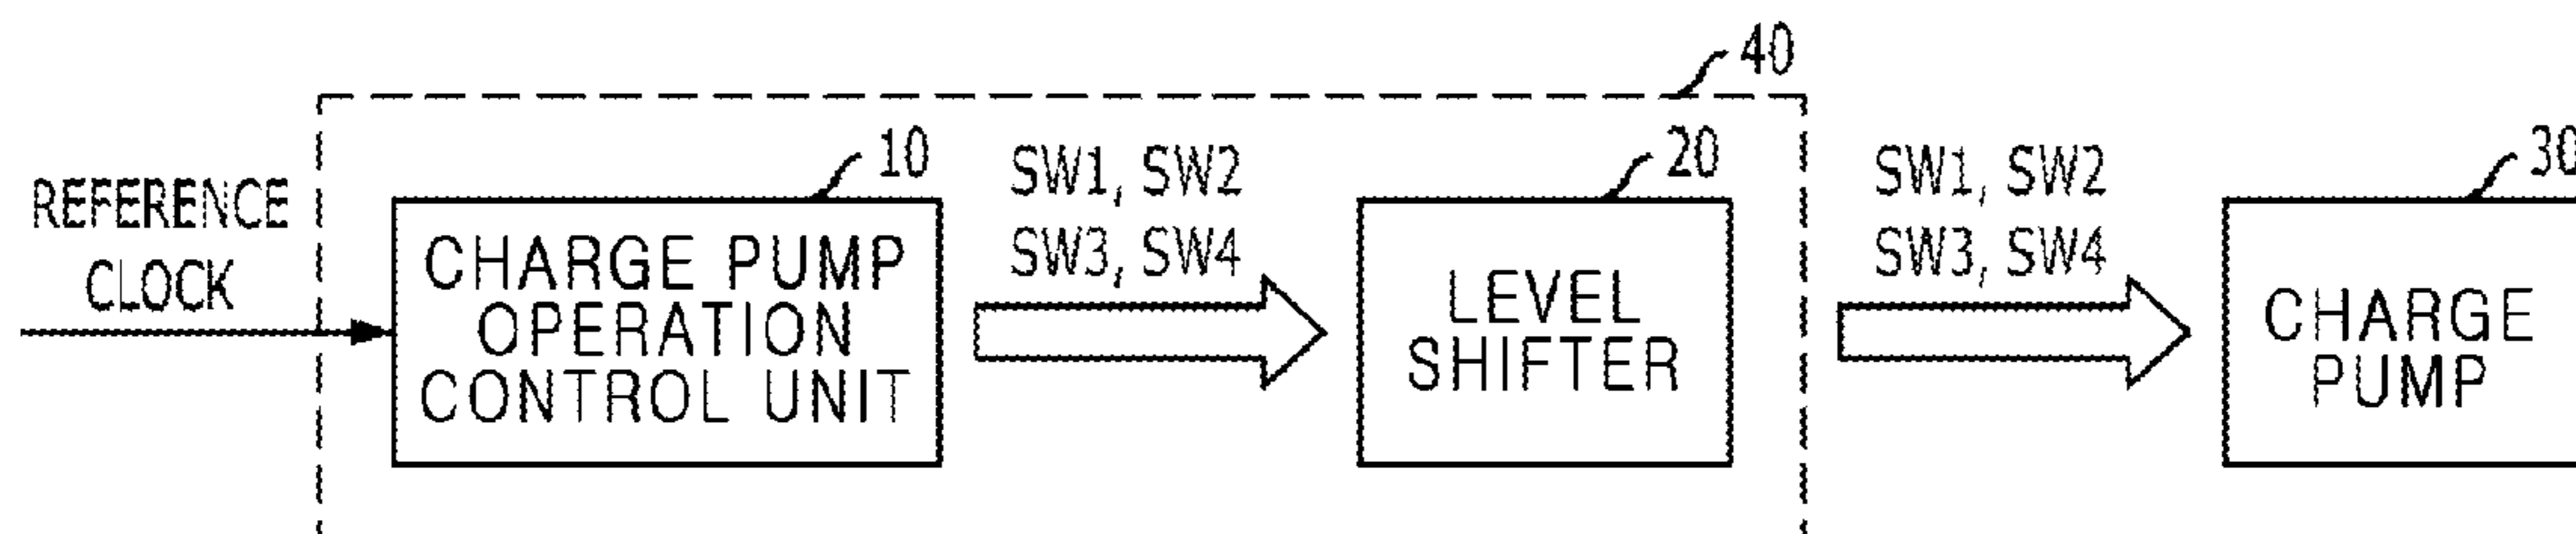 40
10
SW1, SW2
SW3, SW4
20
SW1, SW2
SW3, SW4
30
REFERENCE
CLOCK
CHARGE PUMP
OPERATION
CONTROL UNIT
LEVEL
SHIFTER
CHARGE
PUMP